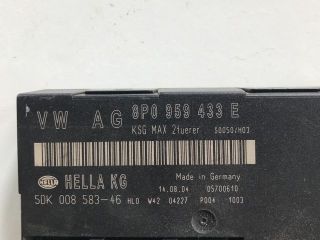 VW AG 8P0 959 433 E
KSG MAX 2tuerer 50050/H03
Made in Germany
HELLA
HELLA KG 14.08.04 05700610
5DK 008 583-46 HLO W42 04227 P004 1003